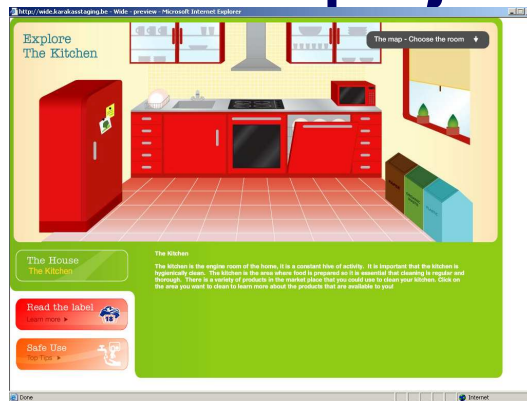 http://wide.karakasstaging.be - Wide - preview - Microsoft Internet Explorer
Explore
The Kitchen
The map - Choose the room
The House
The Kitchen
The Kitchen
The kitchen is the engine room of the home, it is a constant hive of activity. It is important that the kitchen is
hygienically clean. The kitchen is the area where food is prepared so it is essential that cleaning is regular and
thorough. There is a range of products in the market place that you could use to clean your kitchen. Click on
the area you want to clean to learn more about the products that are available to you!
Read the label
Learn more
Safe Use
Top Tips
Done
Internet